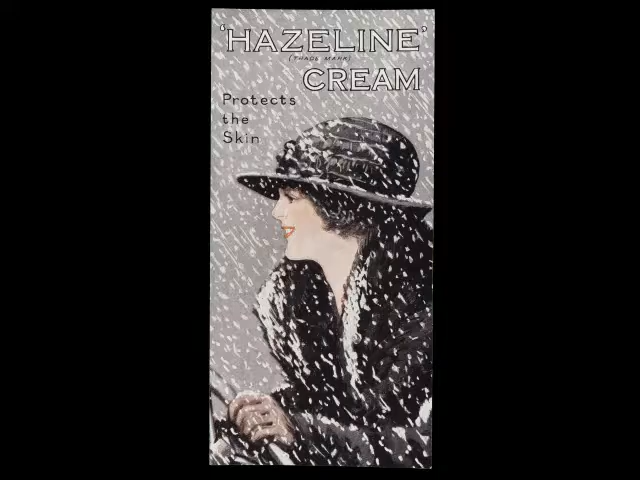 'HAZELINE'
(TRADE MARK)
CREAM
Protects
the
Skin